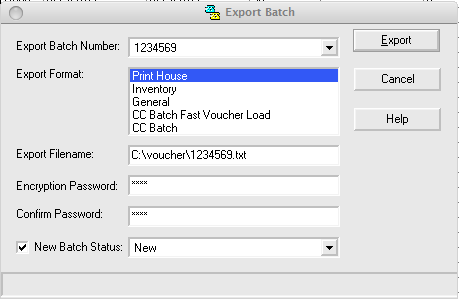 Export Batch
Export Batch Number: 1234569
Export
Export Format: Print House
Inventory
General
CC Batch Fast Voucher Load
CC Batch
Cancel
Help
Export Filename: C:\voucher\1234569.txt
Encryption Password: ****
Confirm Password: ****
New Batch Status: New